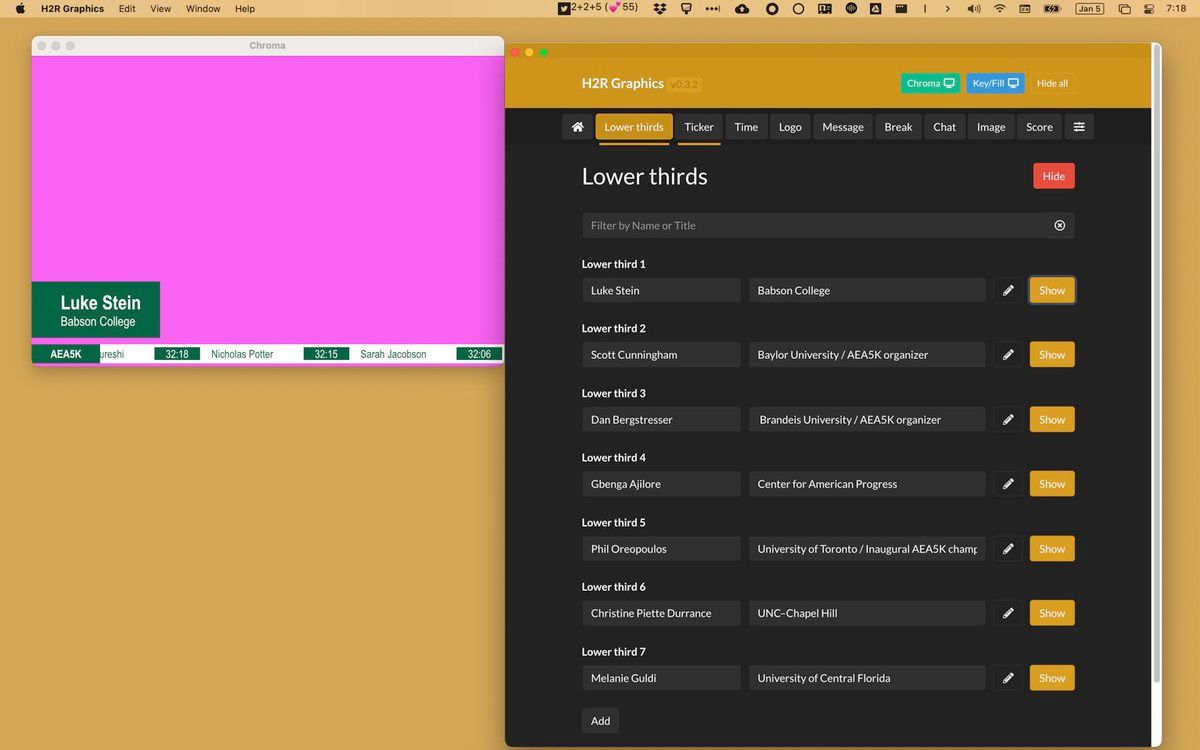 H2R Graphics Edit View Window Help 2+2+5 (💕55) Jan 5 7:18
Chroma
Luke Stein
Babson College
AEA5K ureshi 32:18 Nicholas Potter 32:15 Sarah Jacobson 32:06
H2R Graphics v0.3.2 Chroma Key/Fill Hide all
Lower thirds Ticker Time Logo Message Break Chat Image Score
Lower thirds Hide
Filter by Name or Title
Lower third 1
Luke Stein Babson College Show
Lower third 2
Scott Cunningham Baylor University / AEA5K organizer Show
Lower third 3
Dan Bergstresser Brandeis University / AEA5K organizer Show
Lower third 4
Gbenga Ajilore Center for American Progress Show
Lower third 5
Phil Oreopoulos University of Toronto / Inaugural AEA5K champ Show
Lower third 6
Christine Piette Durrance UNC–Chapel Hill Show
Lower third 7
Melanie Guldi University of Central Florida Show
Add